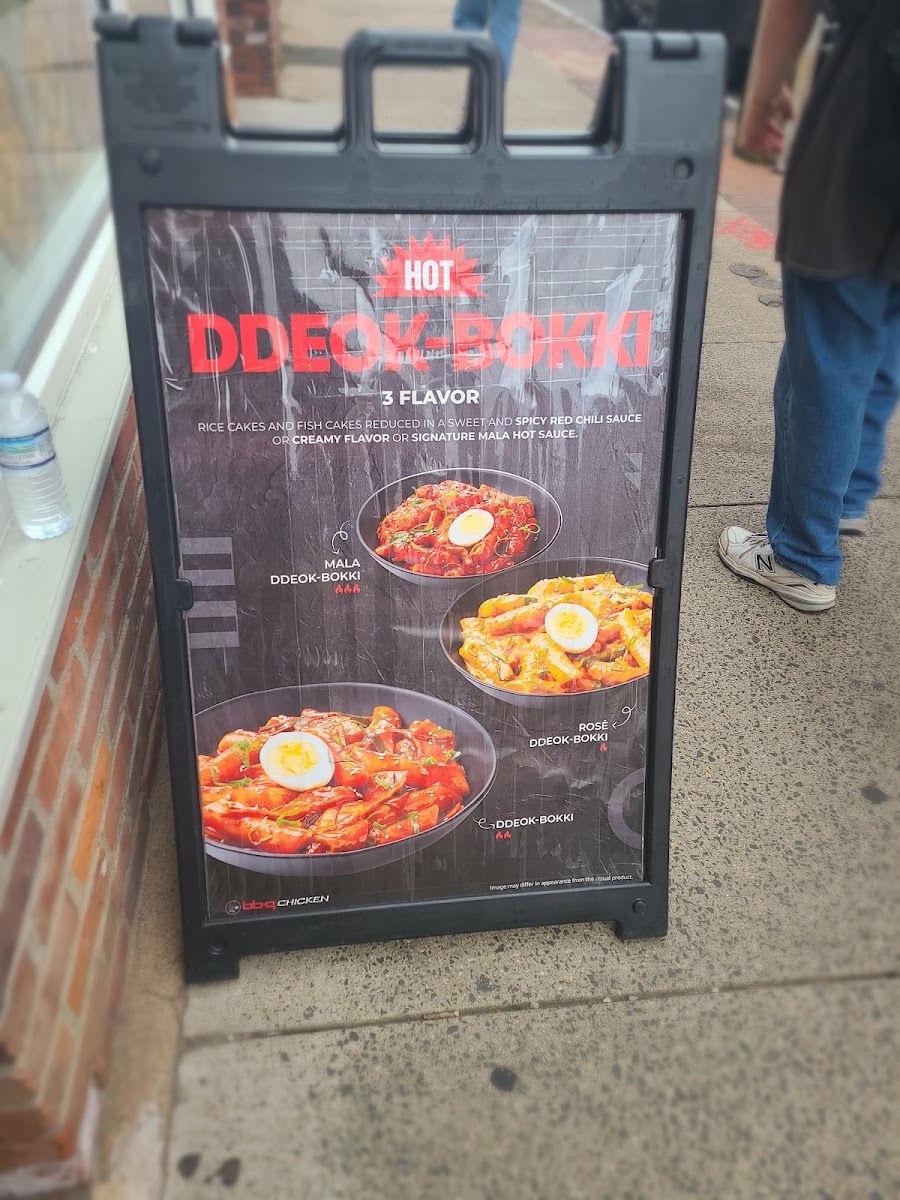 HOT
DDEOK-BOKKI
3 FLAVOR
RICE CAKES AND FISH CAKES REDUCED IN A SWEET AND SPICY RED CHILI SAUCE
OR CREAMY FLAVOR OR SIGNATURE MALA HOT SAUCE.
MALA
DDEOK-BOKKI
ROSÉ
DDEOK-BOKKI
DDEOK-BOKKI
Image may differ in appearance from the actual product.
bb.q CHICKEN
N